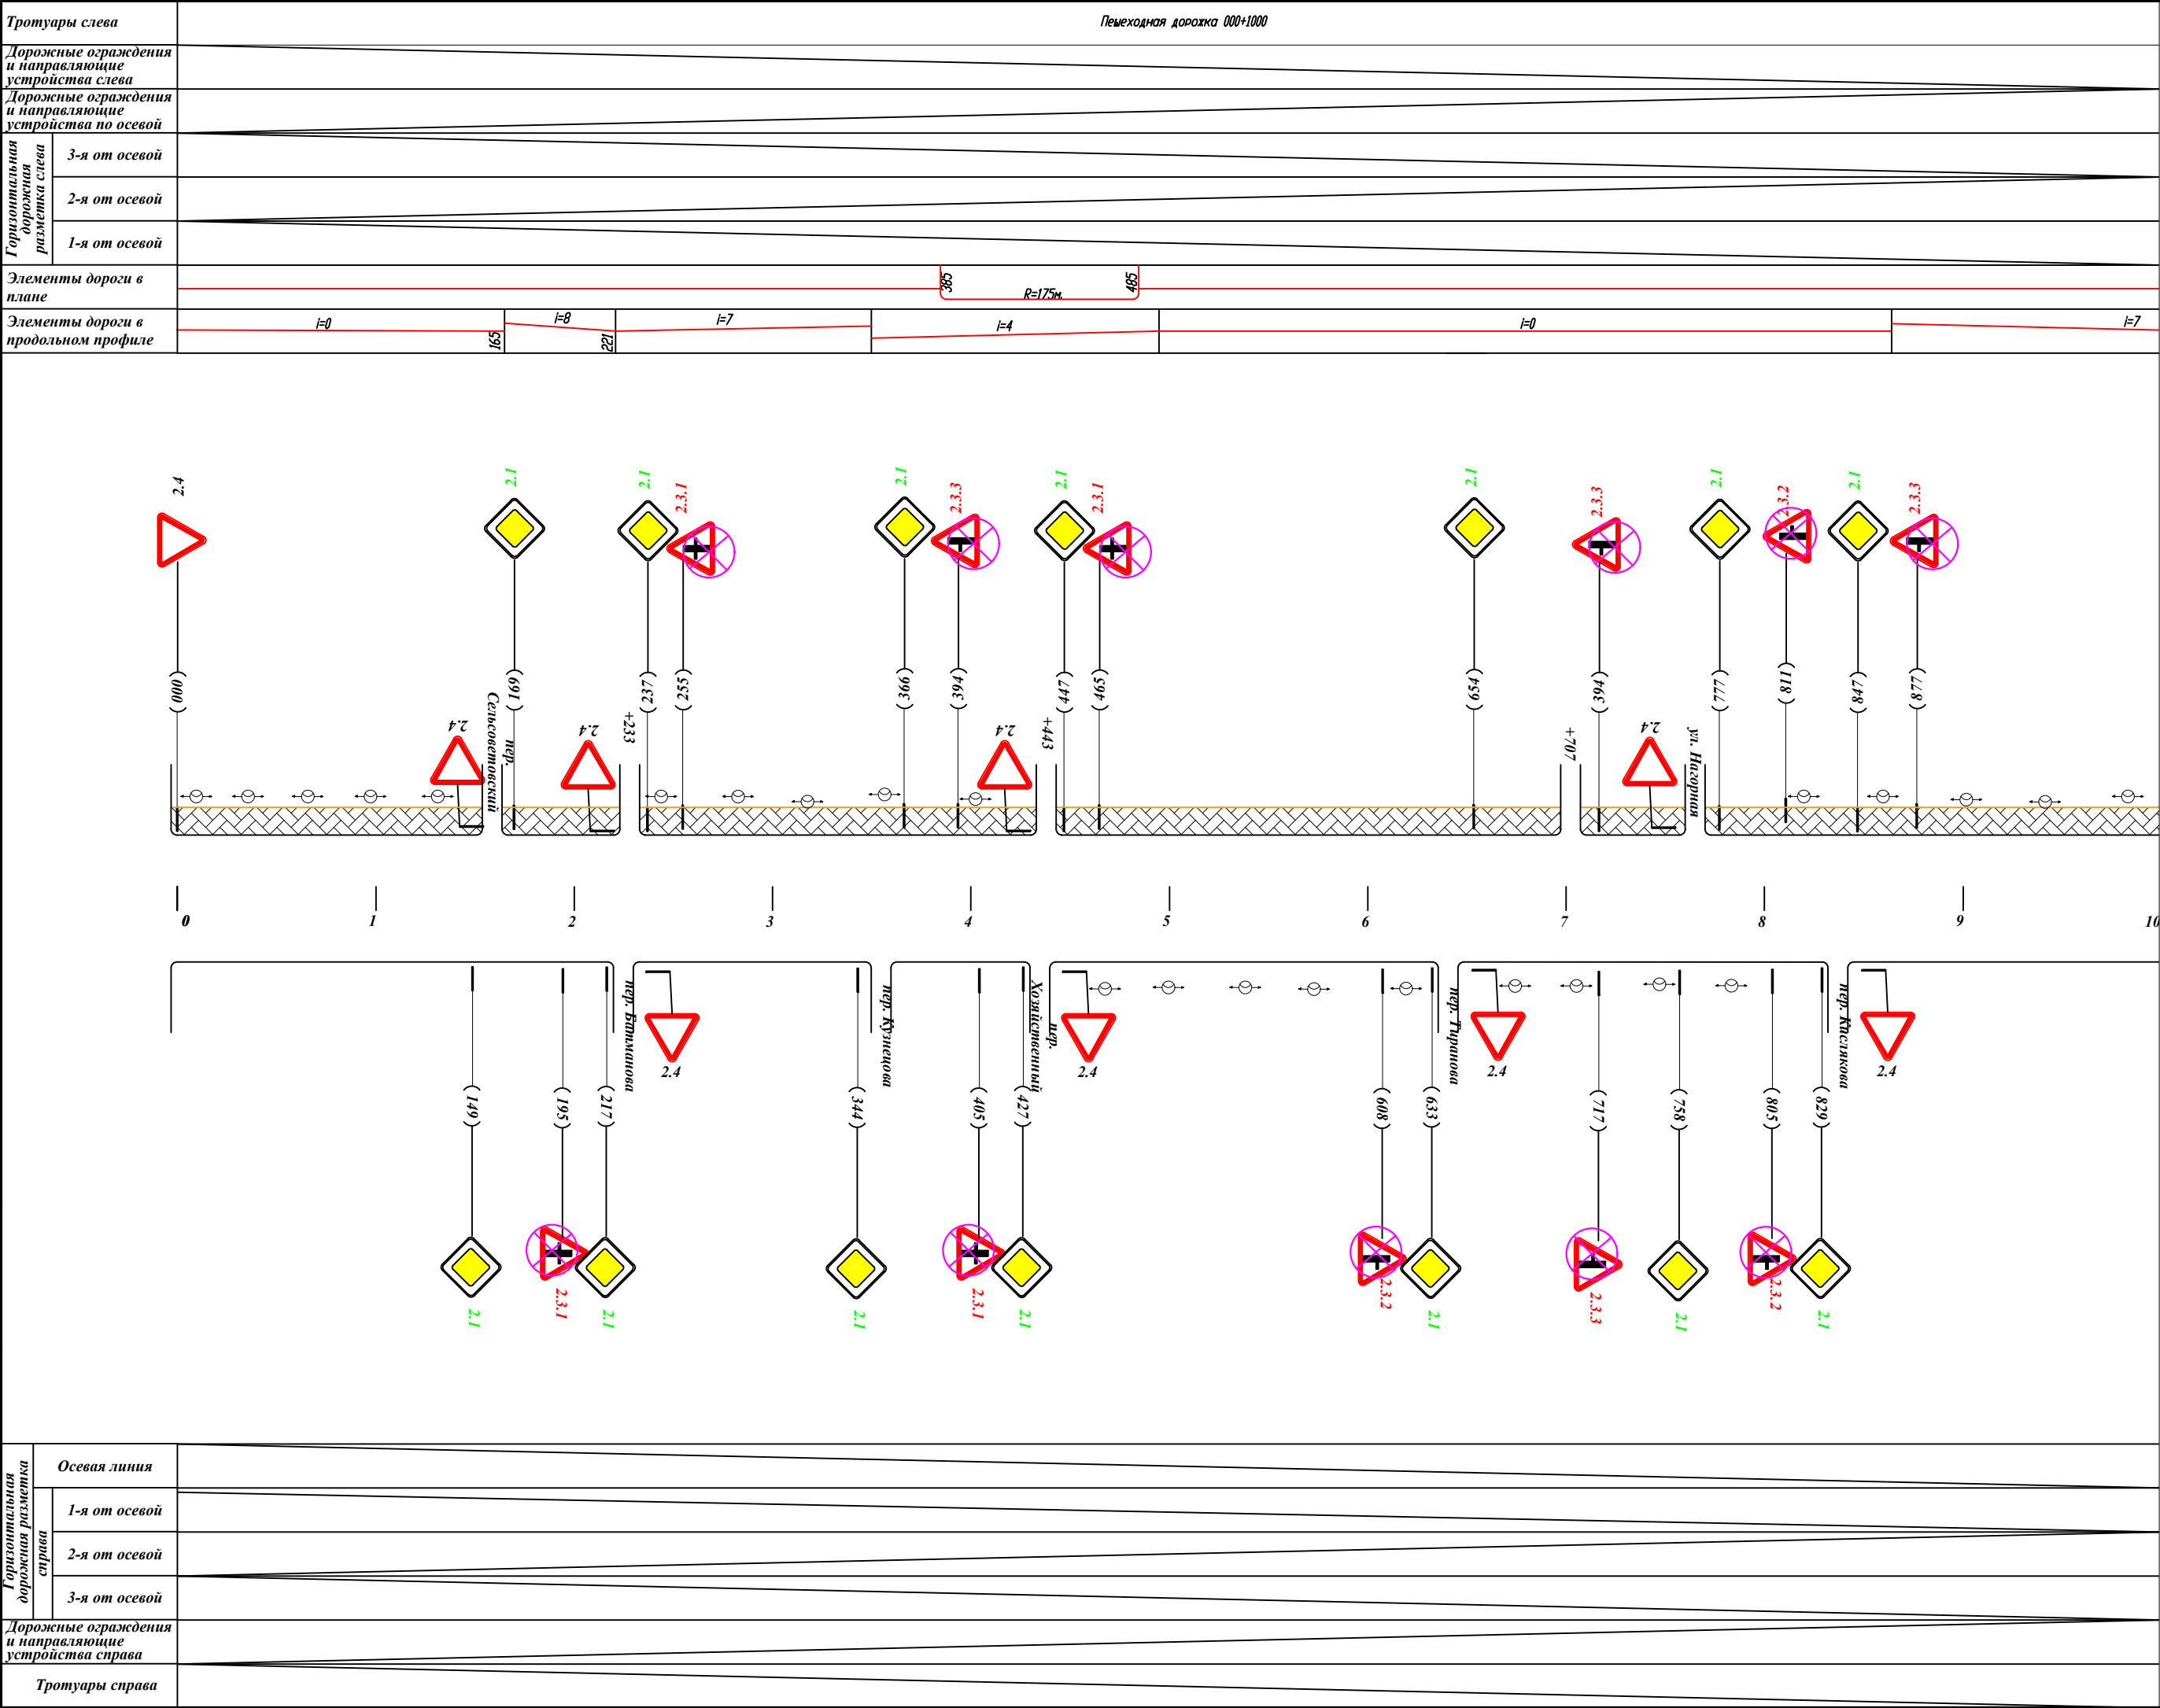 Тротуары слева
Пешеходная дорожка 000+1000
Дорожные ограждения
и направляющие
устройства слева
Дорожные ограждения
и направляющие
устройства по осевой
Горизонтальная
дорожная
разметка слева
3-я от осевой
2-я от осевой
1-я от осевой
Элементы дороги в
плане
385
R=175м.
485
Элементы дороги в
продольном профиле
i=0
165
i=8
221
i=7
i=4
i=0
i=7
2.4
2.1
2.1
2.3.1
2.1
2.3.3
2.1
2.3.1
2.1
2.3.3
2.1
2.3.2
2.1
2.3.3
(000)
(169)
(237)
(255)
(366)
(394)
(447)
(465)
(654)
(394)
(777)
(811)
(847)
(877)
2.4
Сельсоветовский
пер.
2.4
+233
2.4
+443
+707
2.4
ул. Нагорная
0
1
2
3
4
5
6
7
8
9
10
пер. Батманова
2.4
пер. Кузнецова
Хозяйственный
пер.
2.4
пер. Тиранова
2.4
пер. Кислякова
2.4
(149)
(195)
(217)
(344)
(405)
(427)
(608)
(633)
(717)
(758)
(805)
(829)
2.1
2.3.1
2.1
2.1
2.3.1
2.1
2.3.2
2.1
2.3.3
2.1
2.3.2
2.1
Горизонтальная
дорожная разметка
справа
Осевая линия
1-я от осевой
2-я от осевой
3-я от осевой
Дорожные ограждения
и направляющие
устройства справа
Тротуары справа